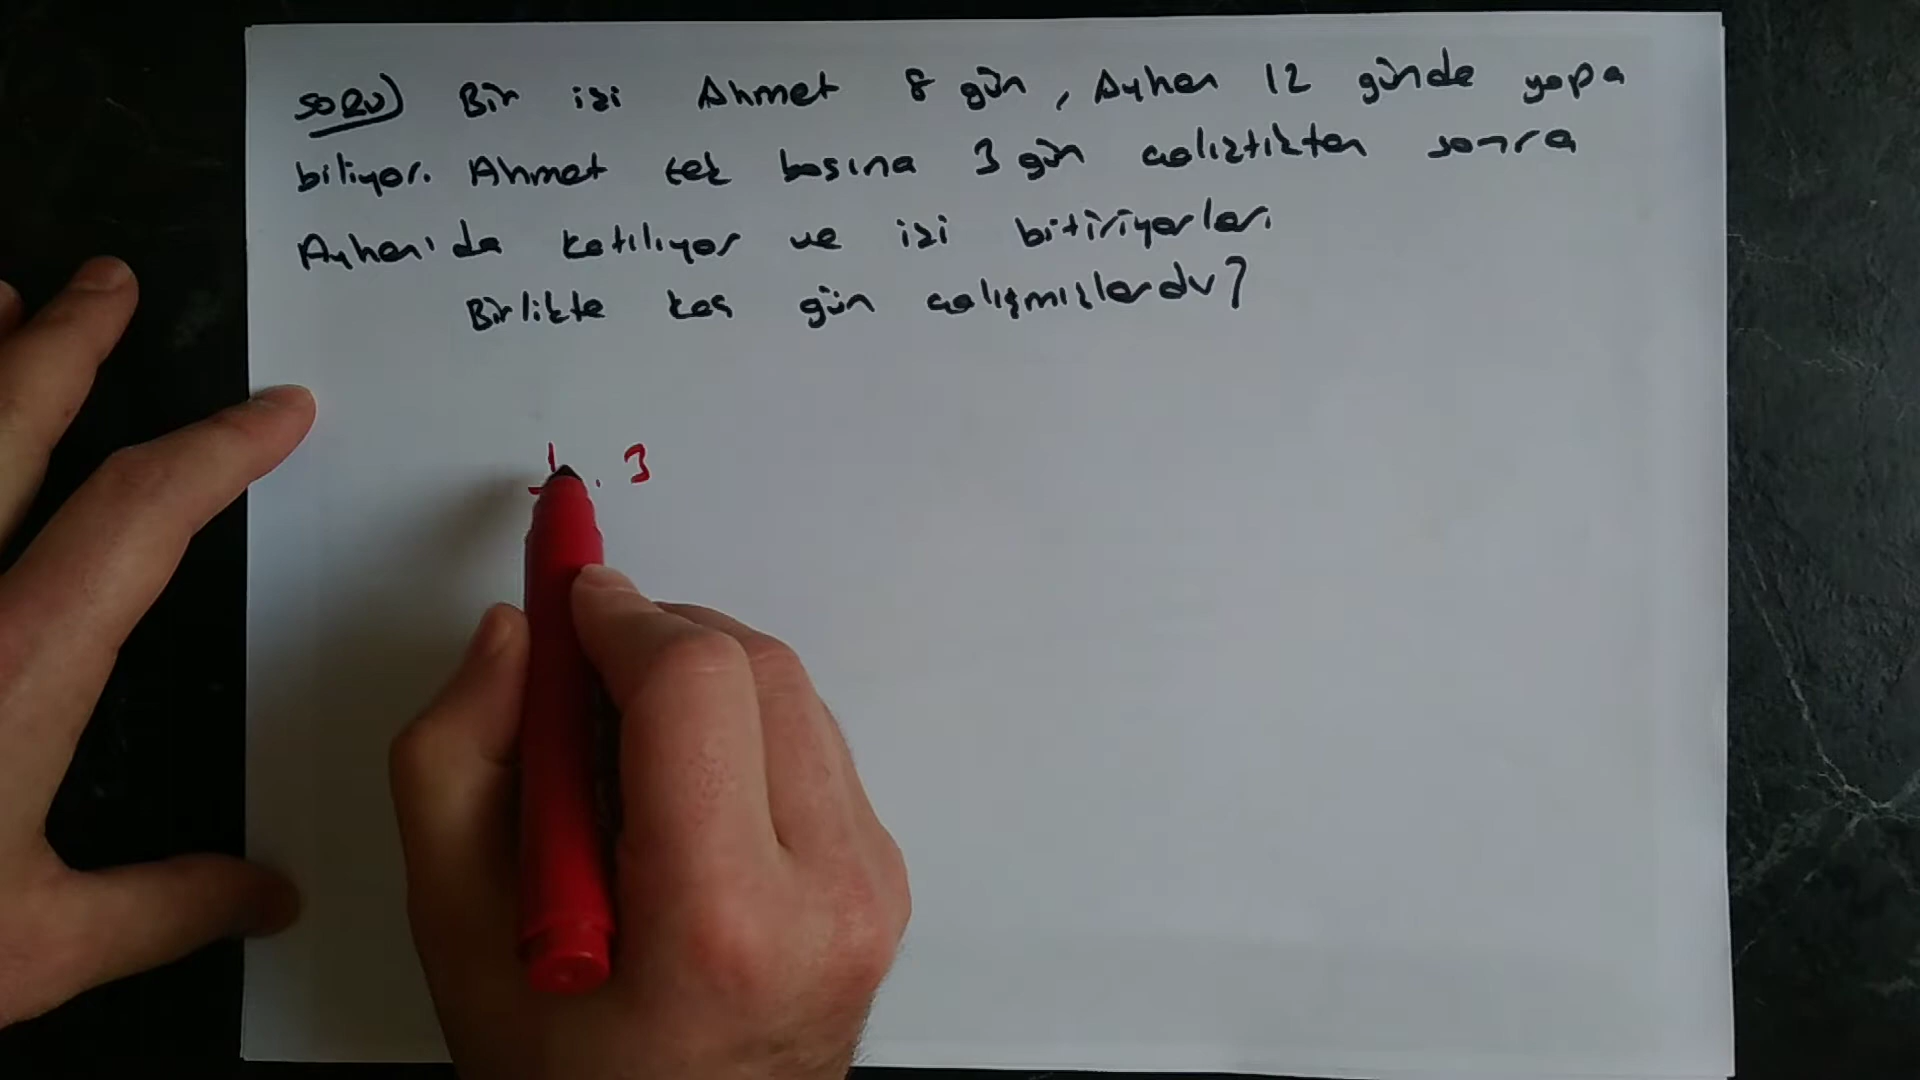 SORU) Bir işi Ahmet 8 gün, Ayhan 12 günde yapa
biliyor. Ahmet tek başına 3 gün çalıştıktan sonra
Ayhan'da katılıyor ve işi bitiriyorlar.
Birlikte kaç gün çalışmışlardır?
1 . 3